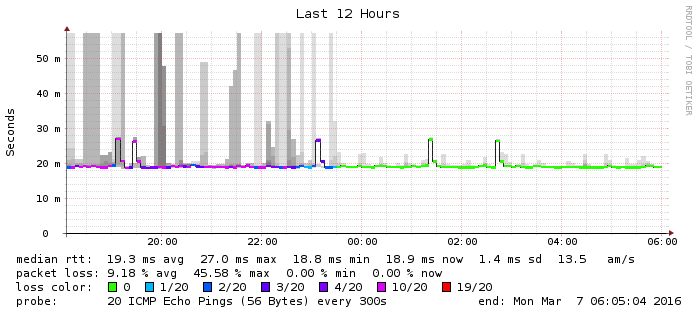 Last 12 Hours
RRDTOOL / TOBI OETIKER
Seconds
50 m
40 m
30 m
20 m
10 m
0
20:00 22:00 00:00 02:00 04:00 06:00
median rtt: 19.3 ms avg 27.0 ms max 18.8 ms min 18.9 ms now 1.4 ms sd 13.5 am/s
packet loss: 9.18 % avg 45.58 % max 0.00 % min 0.00 % now
loss color: 0 1/20 2/20 3/20 4/20 10/20 19/20
probe: 20 ICMP Echo Pings (56 Bytes) every 300s end: Mon Mar 7 06:05:04 2016